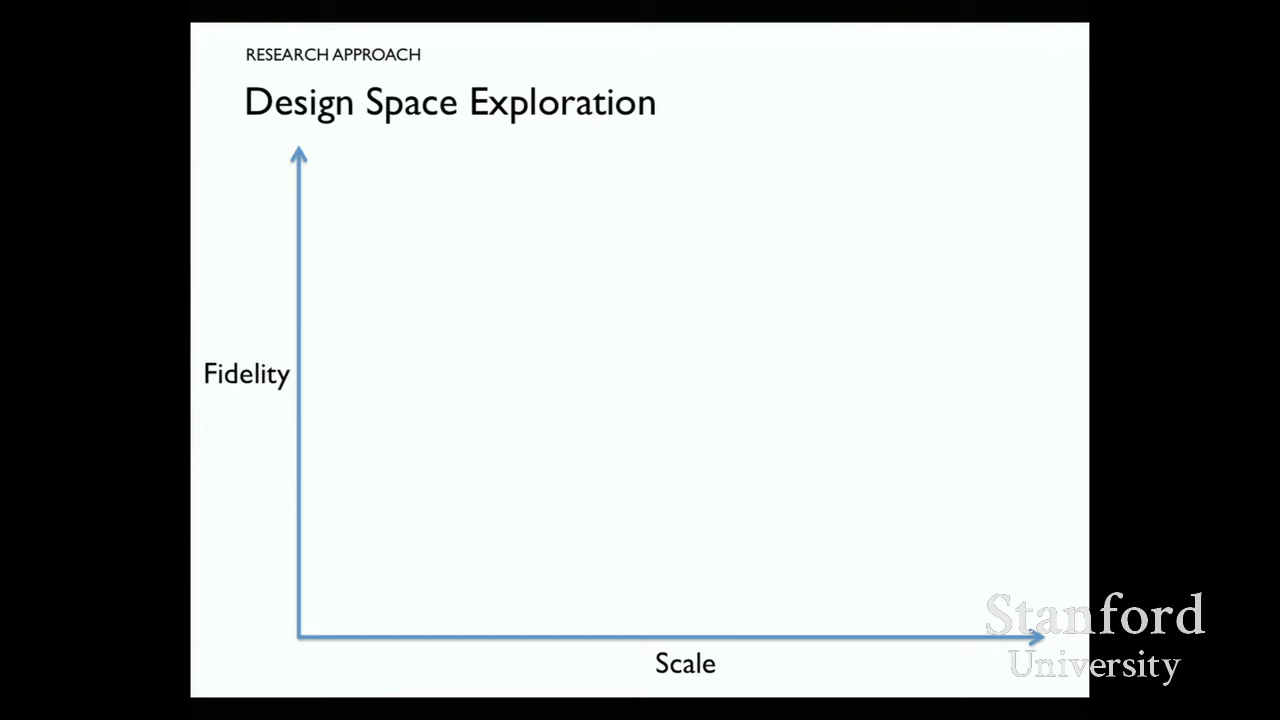 RESEARCH APPROACH
Design Space Exploration
Fidelity
Scale
Stanford
University